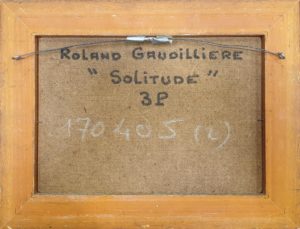 ROLAND GAUDILLIERE
"SOLITUDE"
3P
170405(2)